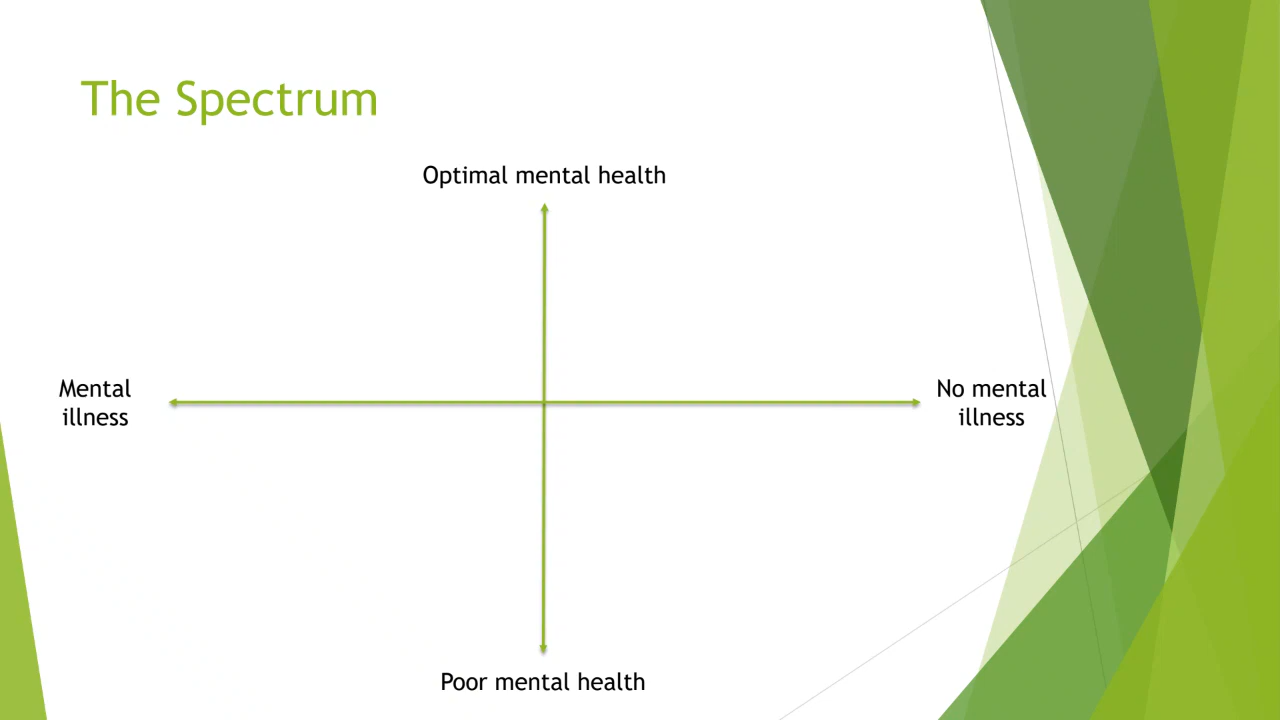 The Spectrum
Optimal mental health
Mental
illness
No mental
illness
Poor mental health